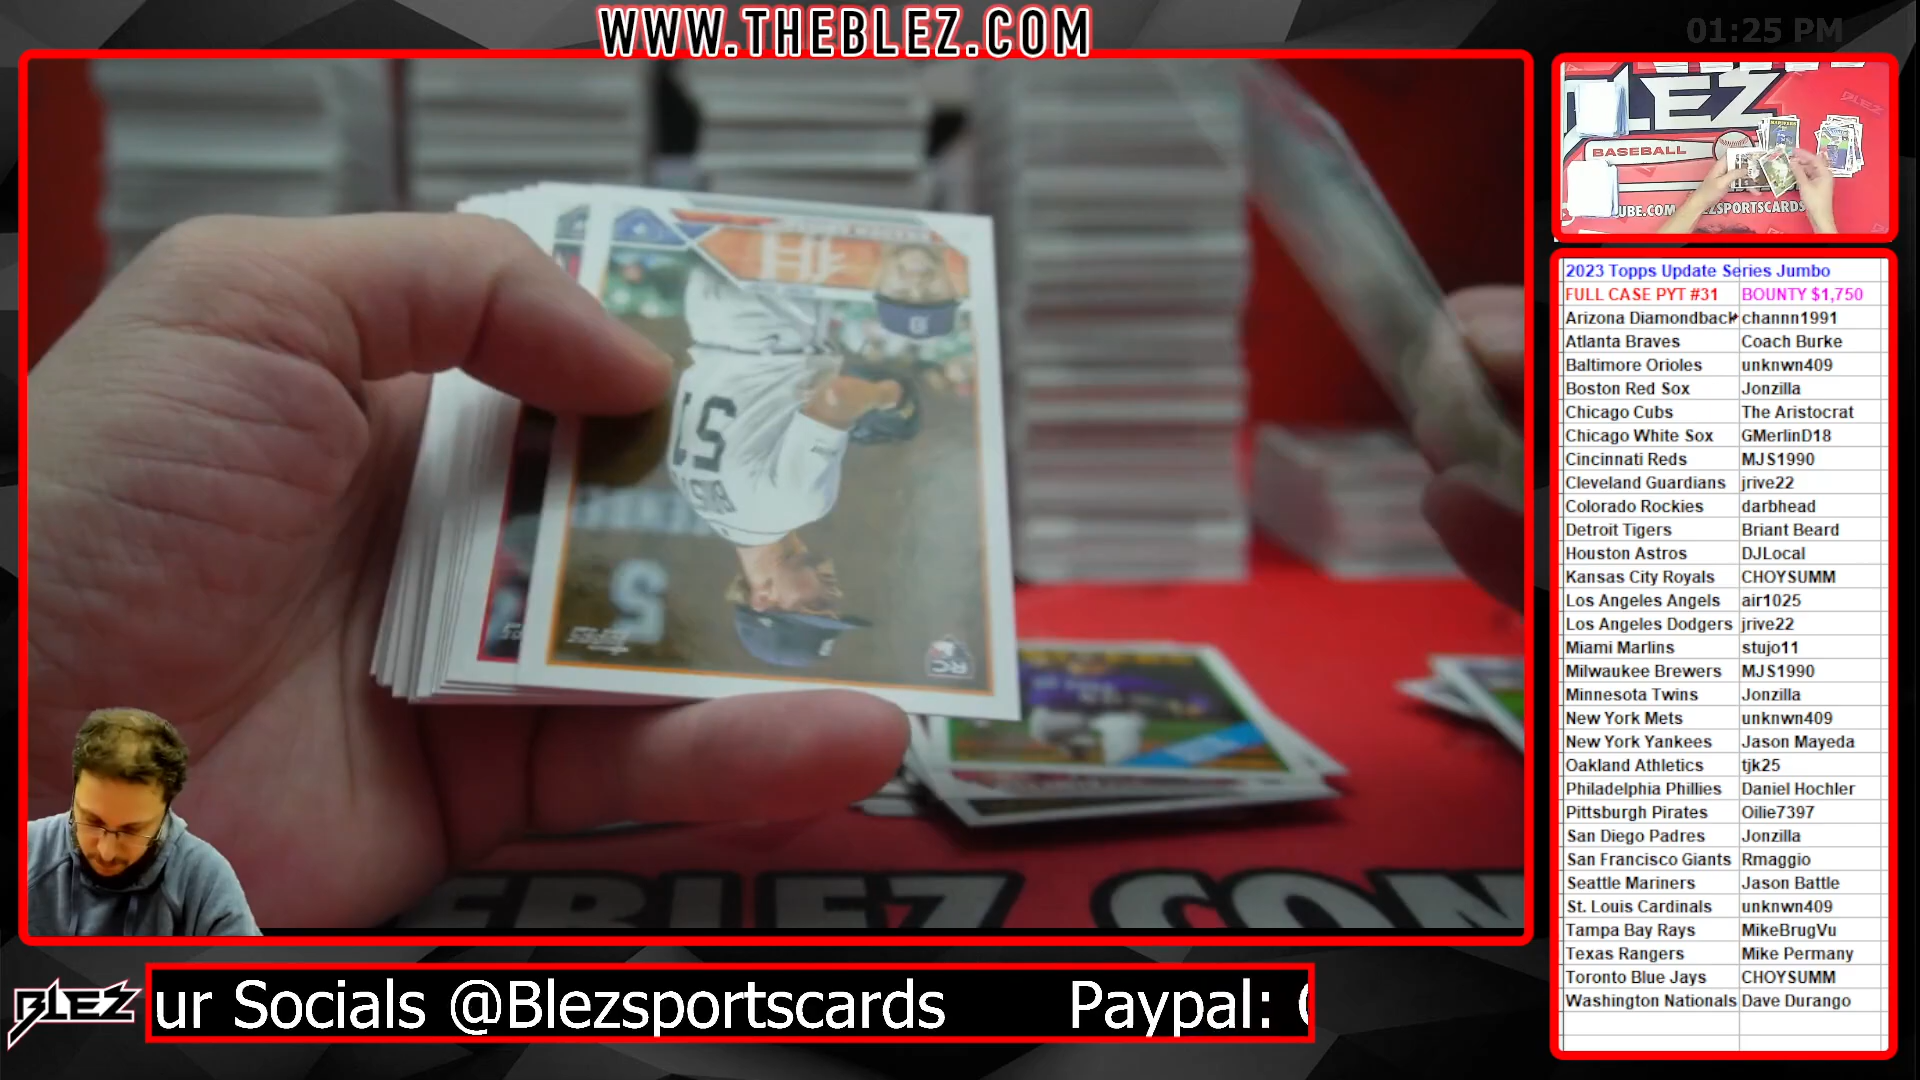 WWW.THEBLEZ.COM
01:25 PM
BLEZ
BASEBALL
2023 Topps Update Series Jumbo
FULL CASE PYT #31 BOUNTY $1,750
Arizona Diamondback channn1991
Atlanta Braves Coach Burke
Baltimore Orioles unknwn409
Boston Red Sox Jonzilla
Chicago Cubs The Aristocrat
Chicago White Sox GMerlinD18
Cincinnati Reds MJS1990
Cleveland Guardians jrive22
Colorado Rockies darbhead
Detroit Tigers Briant Beard
Houston Astros DJLocal
Kansas City Royals CHOYSUMM
Los Angeles Angels air1025
Los Angeles Dodgers jrive22
Miami Marlins stujo11
Milwaukee Brewers MJS1990
Minnesota Twins Jonzilla
New York Mets unknwn409
New York Yankees Jason Mayeda
Oakland Athletics tjk25
Philadelphia Phillies Daniel Hochler
Pittsburgh Pirates Oilie7397
San Diego Padres Jonzilla
San Francisco Giants Rmaggio
Seattle Mariners Jason Battle
St. Louis Cardinals unknwn409
Tampa Bay Rays MikeBrugVu
Texas Rangers Mike Permany
Toronto Blue Jays CHOYSUMM
Washington Nationals Dave Durango
51
5
RC
BLEZ
ur Socials @Blezsportscards Paypal: